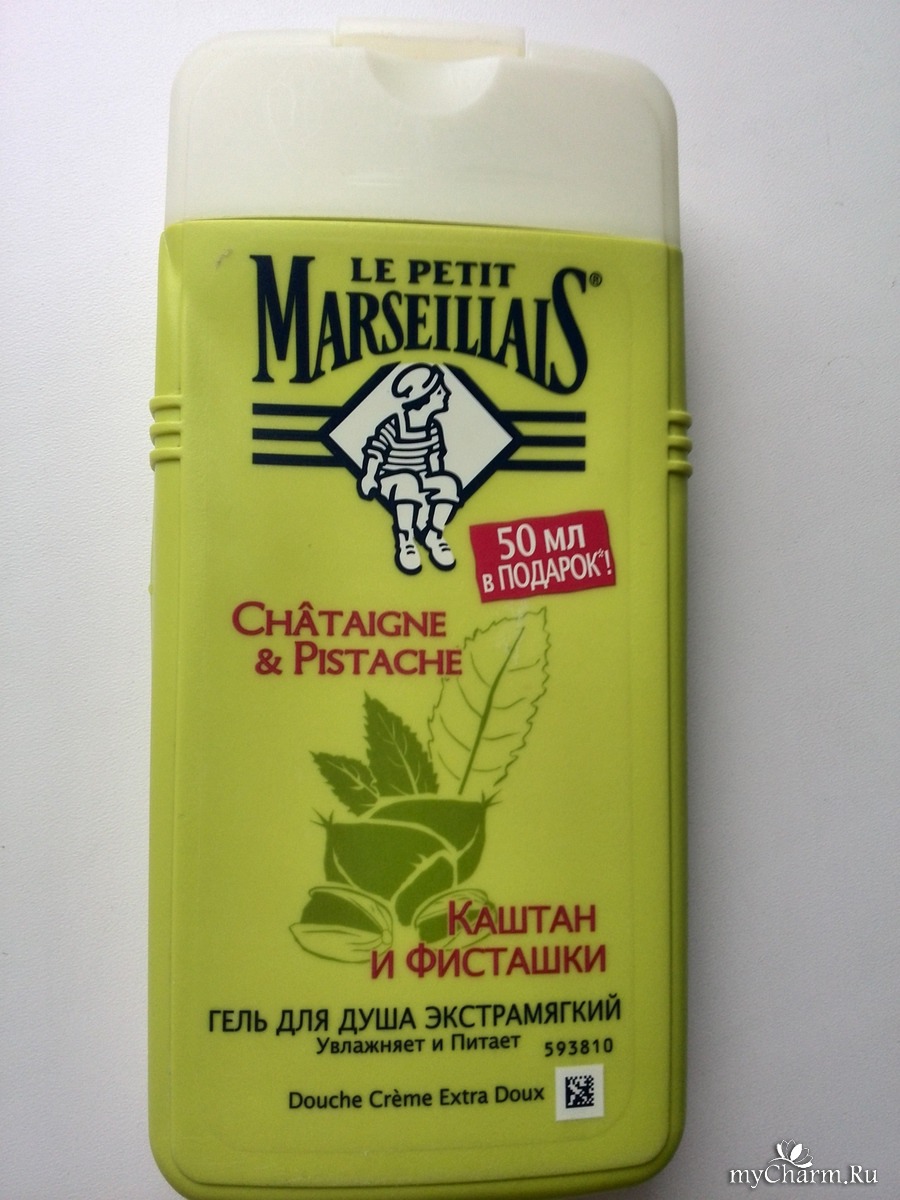 LE PETIT
MARSEILLAIS®
50 мл
в ПОДАРОК*!
CHÂTAIGNE
& PISTACHE
КАШТАН
И ФИСТАШКИ
ГЕЛЬ ДЛЯ ДУША ЭКСТРАМЯГКИЙ
Увлажняет и Питает
593810
Douche Crème Extra Doux
myCharm.Ru